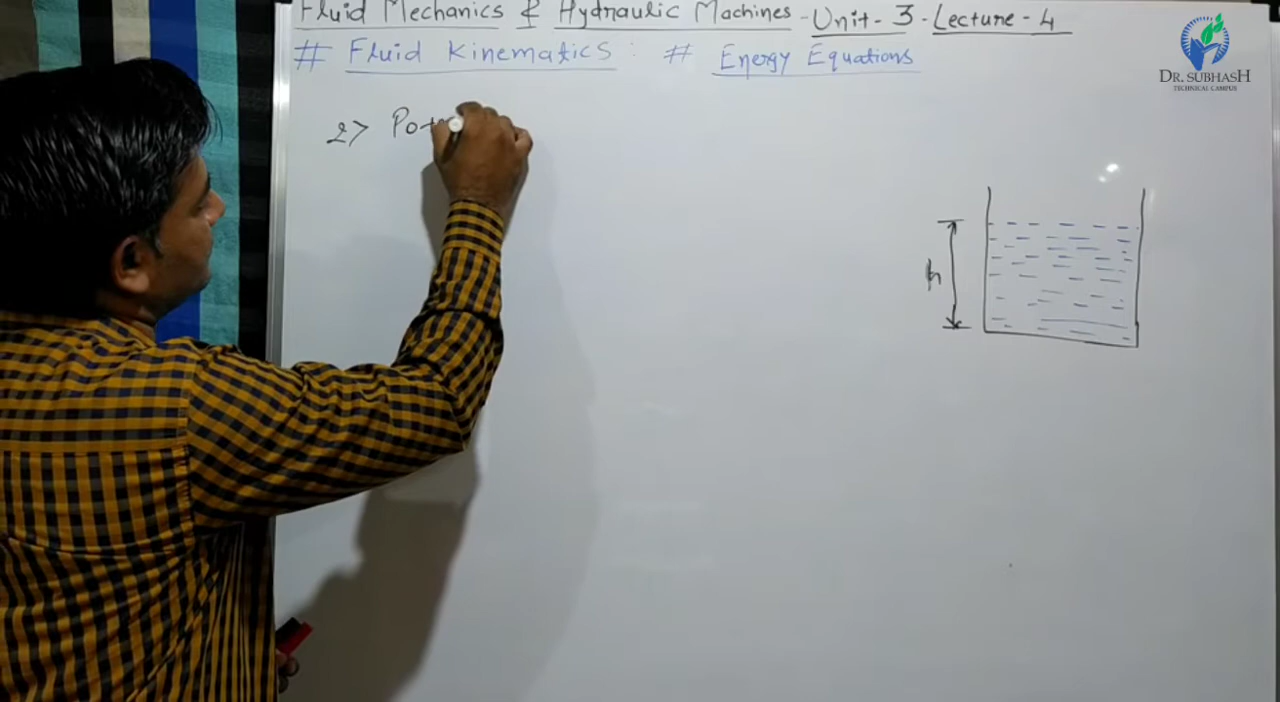 Fluid Mechanics & Hydraulic Machines - Unit - 3 - Lecture - 4
# Fluid Kinematics : # Energy Equations
2> Pot
h
DR. SUBHASH
TECHNICAL CAMPUS